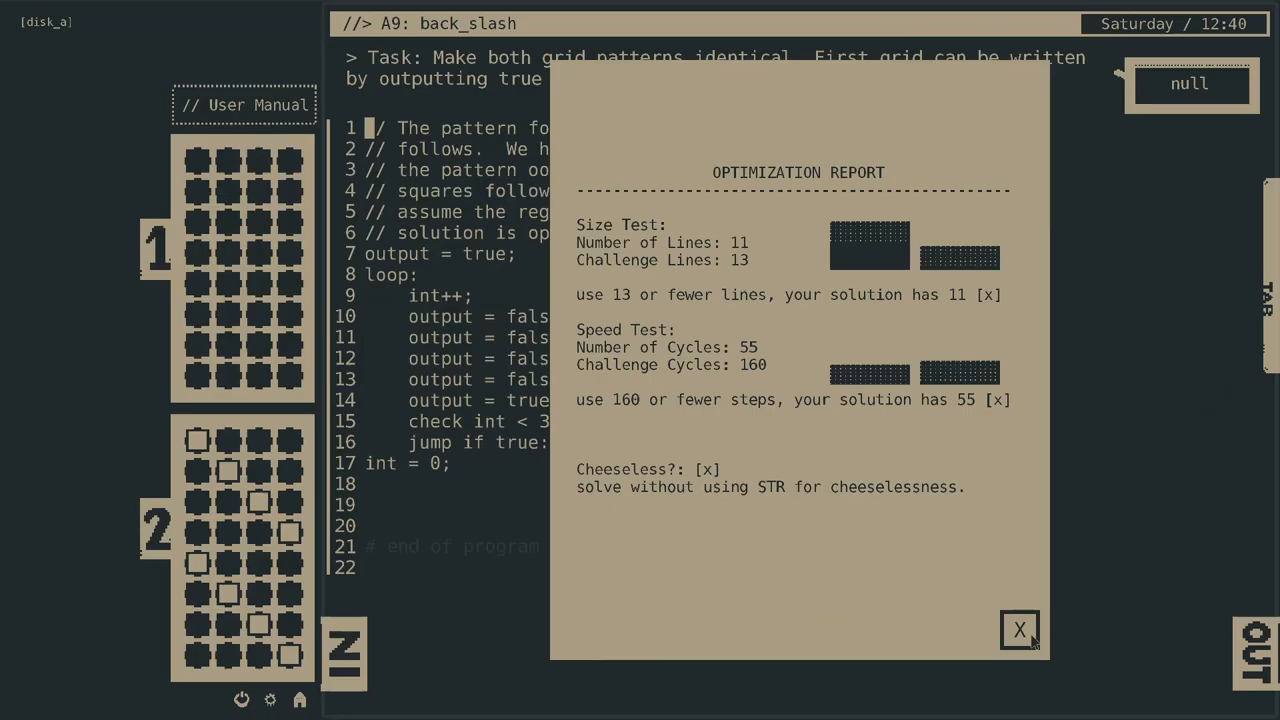 [disk_a]
//> A9: back_slash
Saturday / 12:40
> Task: Make both grid patterns identical. First grid can be written
by outputting true
null
// User Manual
1
2
1 / The pattern fo
2 // follows.  We h
3 // the pattern oo
4 // squares follow
5 // assume the reg
6 // solution is op
7 output = true;
8 loop:
9     int++;
10     output = fals
11     output = fals
12     output = fals
13     output = fals
14     output = true
15     check int < 3
16     jump if true:
17 int = 0;
18
19
20
21 # end of program
22
OPTIMIZATION REPORT
Size Test:
Number of Lines: 11
Challenge Lines: 13
use 13 or fewer lines, your solution has 11 [x]
Speed Test:
Number of Cycles: 55
Challenge Cycles: 160
use 160 or fewer steps, your solution has 55 [x]
Cheeseless?: [x]
solve without using STR for cheeselessness.
X
TAB
IN
OUT